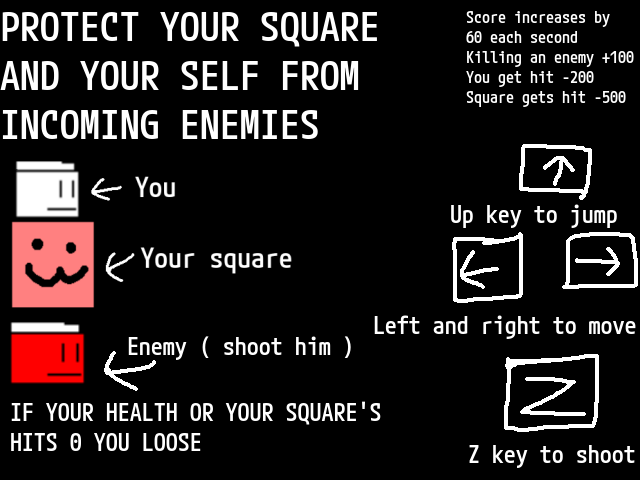 PROTECT YOUR SQUARE
AND YOUR SELF FROM
INCOMING ENEMIES
Score increases by
60 each second
Killing an enemy +100
You get hit -200
Square gets hit -500
You
Your square
Enemy ( shoot him )
IF YOUR HEALTH OR YOUR SQUARE'S
HITS 0 YOU LOOSE
Up key to jump
Left and right to move
Z
Z key to shoot